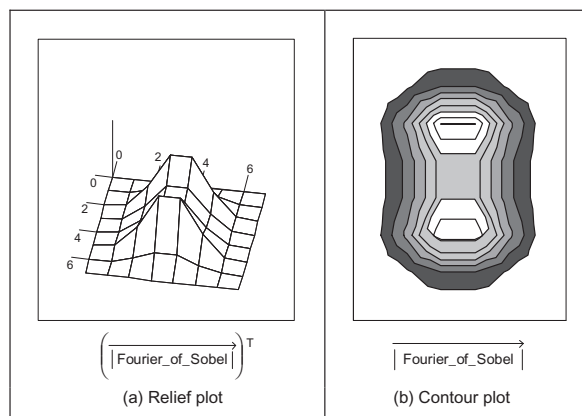 0
0
2
4
6
2
4
6
( | Fourier_of_Sobel | ) T
(a) Relief plot
| Fourier_of_Sobel |
(b) Contour plot